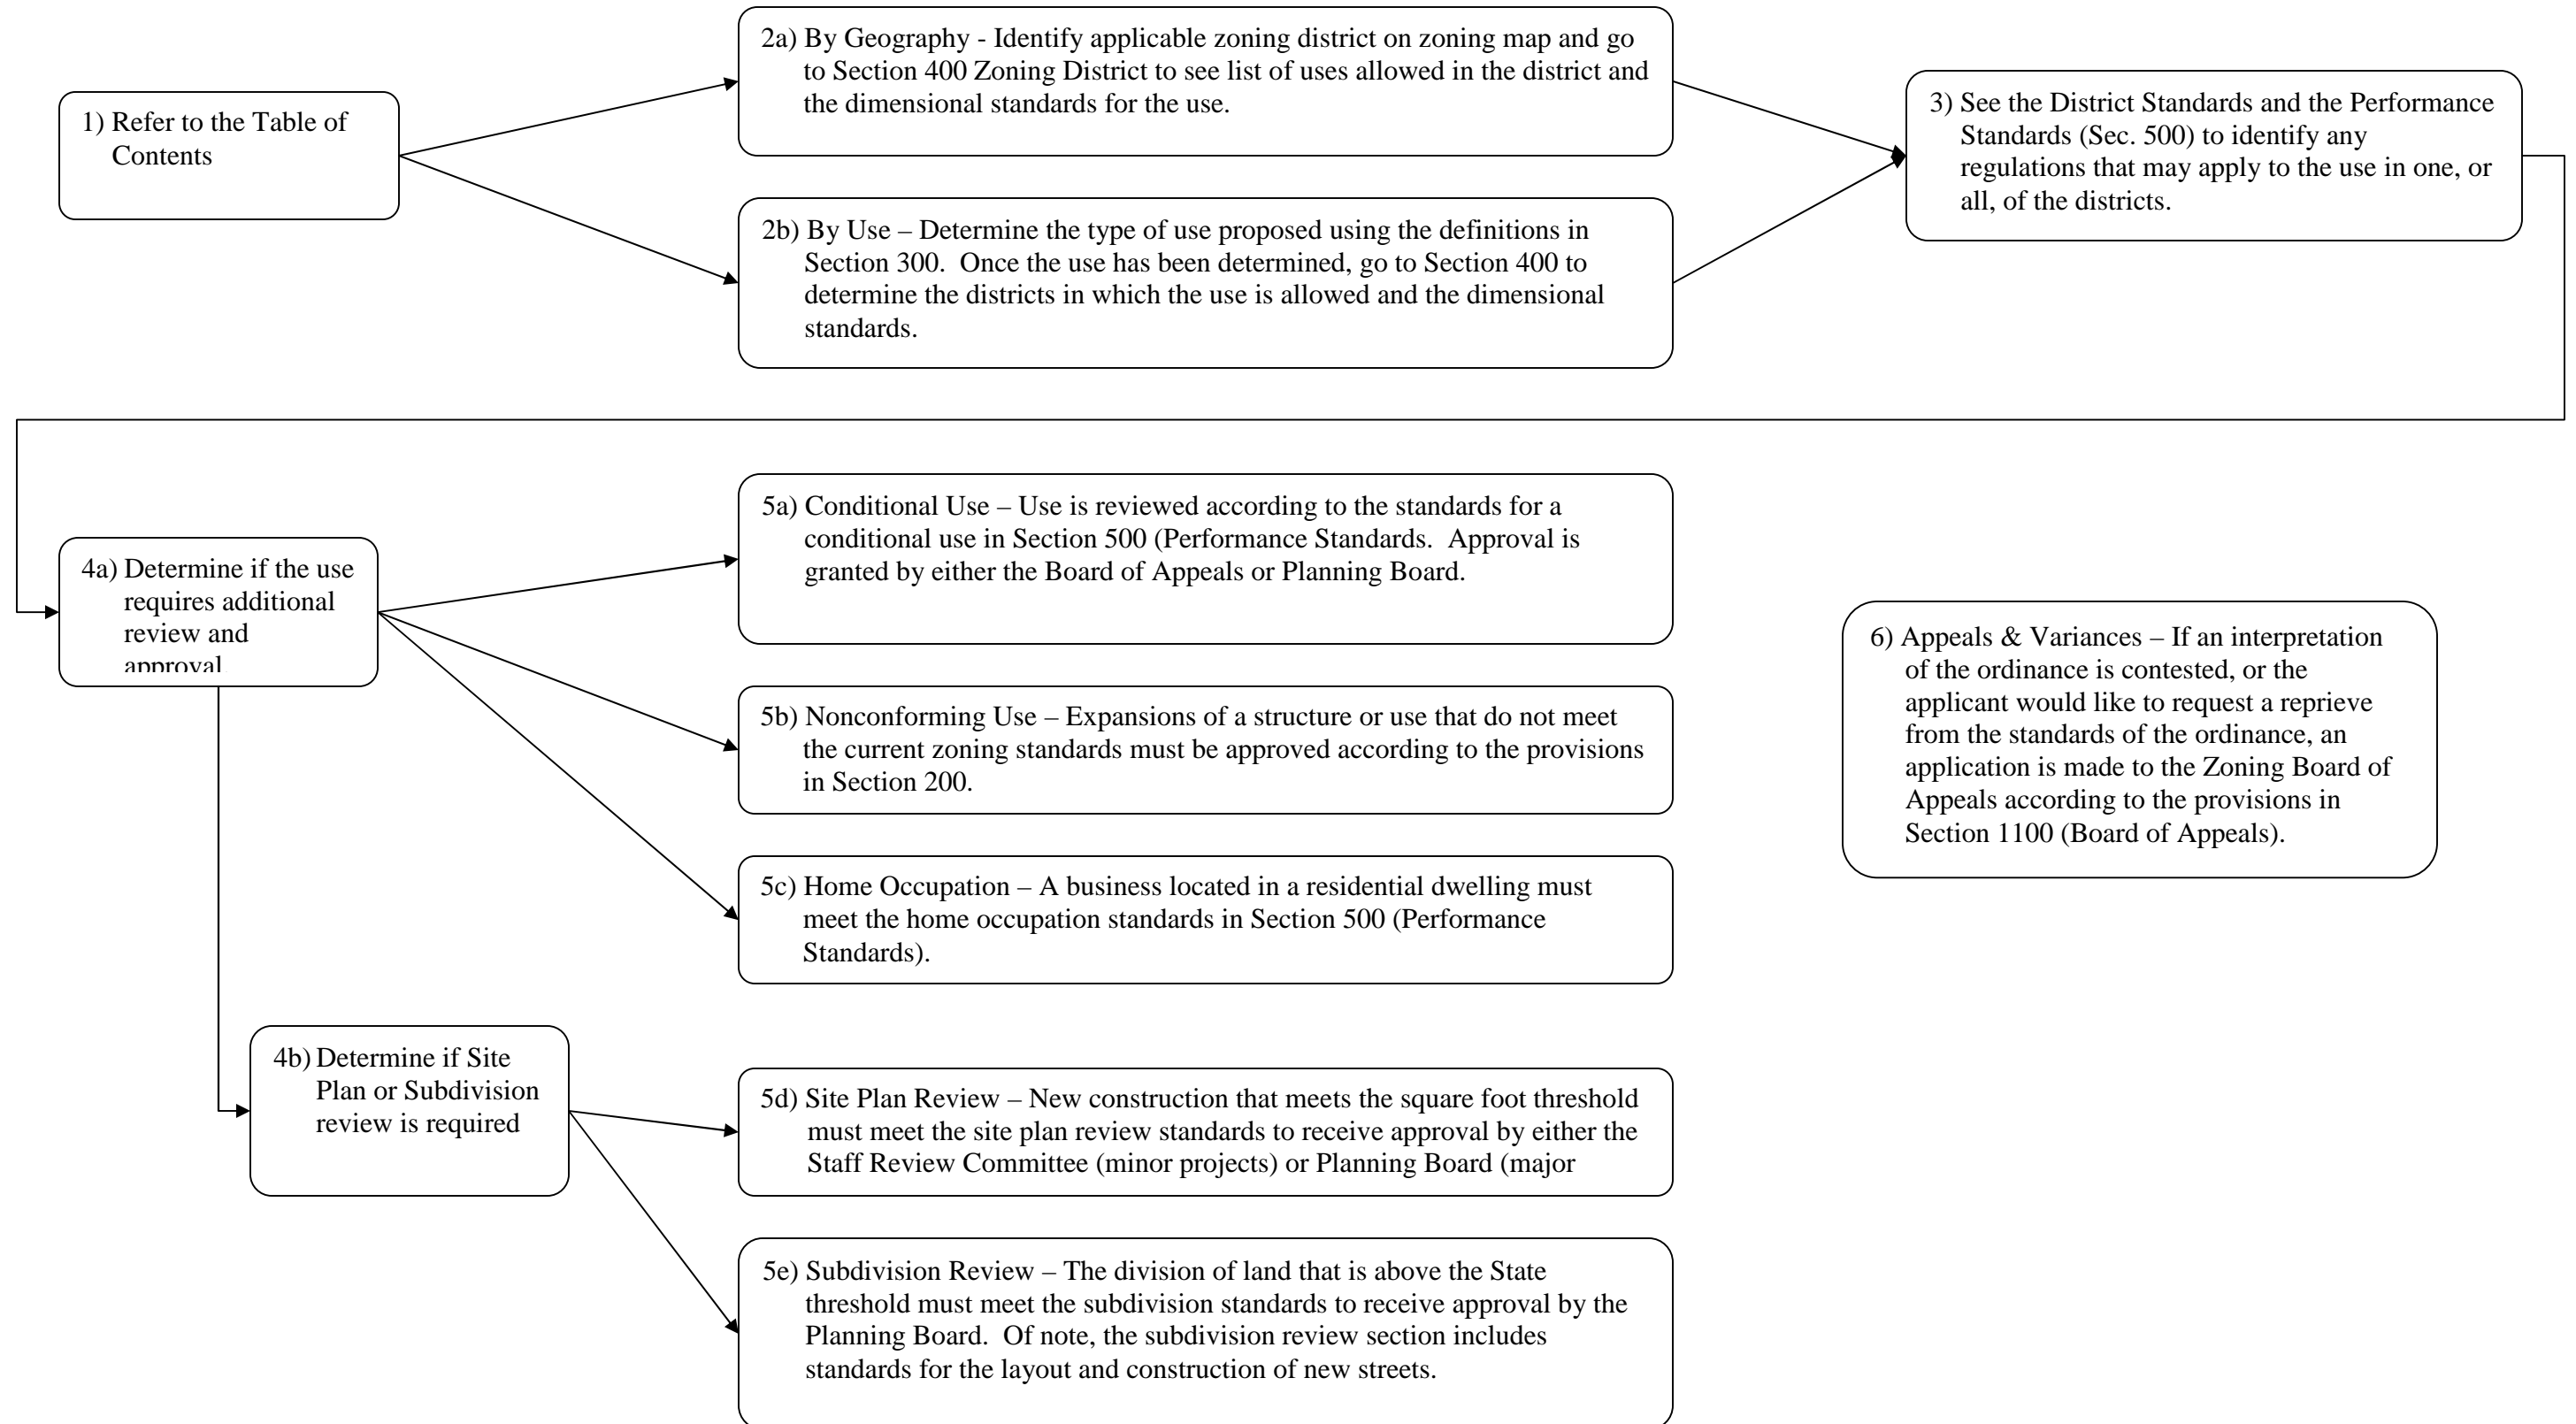 1) Refer to the Table of
Contents
2a) By Geography - Identify applicable zoning district on zoning map and go
to Section 400 Zoning District to see list of uses allowed in the district and
the dimensional standards for the use.
2b) By Use – Determine the type of use proposed using the definitions in
Section 300.  Once the use has been determined, go to Section 400 to
determine the districts in which the use is allowed and the dimensional
standards.
3) See the District Standards and the Performance
Standards (Sec. 500) to identify any
regulations that may apply to the use in one, or
all, of the districts.
4a) Determine if the use
requires additional
review and
approval.
5a) Conditional Use – Use is reviewed according to the standards for a
conditional use in Section 500 (Performance Standards.  Approval is
granted by either the Board of Appeals or Planning Board.
5b) Nonconforming Use – Expansions of a structure or use that do not meet
the current zoning standards must be approved according to the provisions
in Section 200.
5c) Home Occupation – A business located in a residential dwelling must
meet the home occupation standards in Section 500 (Performance
Standards).
6) Appeals & Variances – If an interpretation
of the ordinance is contested, or the
applicant would like to request a reprieve
from the standards of the ordinance, an
application is made to the Zoning Board of
Appeals according to the provisions in
Section 1100 (Board of Appeals).
4b) Determine if Site
Plan or Subdivision
review is required
5d) Site Plan Review – New construction that meets the square foot threshold
must meet the site plan review standards to receive approval by either the
Staff Review Committee (minor projects) or Planning Board (major
5e) Subdivision Review – The division of land that is above the State
threshold must meet the subdivision standards to receive approval by the
Planning Board.  Of note, the subdivision review section includes
standards for the layout and construction of new streets.